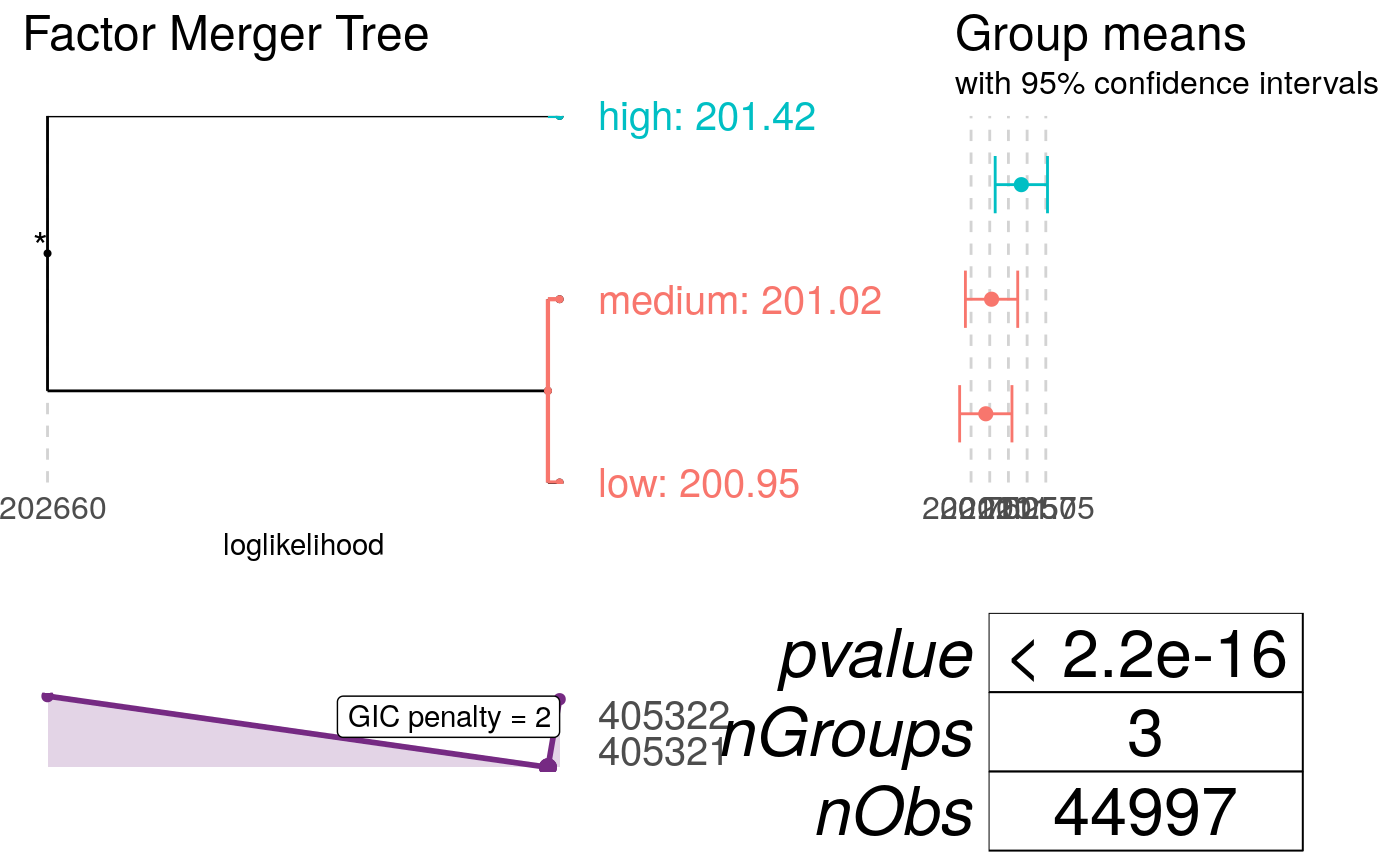 Factor Merger Tree
Group means
with 95% confidence intervals
high: 201.42
*
medium: 201.02
low: 200.95
202660
loglikelihood
GIC penalty = 2
405322
405321
pvalue < 2.2e-16
nGroups 3
nObs 44997